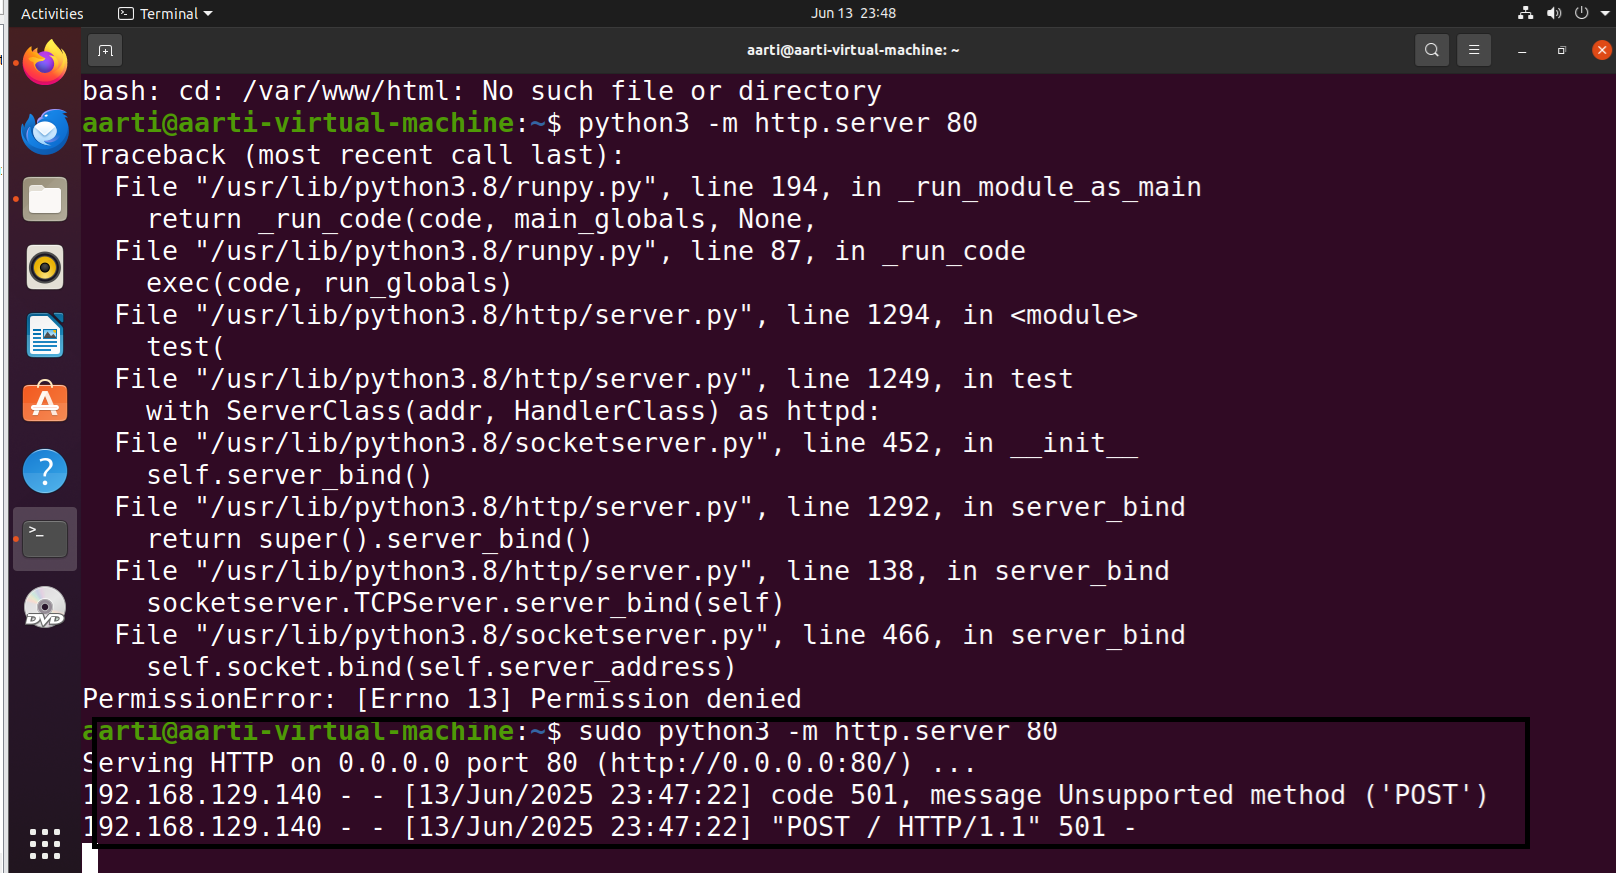 Activities
Terminal
Jun 13 23:48
aarti@aarti-virtual-machine: ~
bash: cd: /var/www/html: No such file or directory
aarti@aarti-virtual-machine:~$ python3 -m http.server 80
Traceback (most recent call last):
  File "/usr/lib/python3.8/runpy.py", line 194, in _run_module_as_main
    return _run_code(code, main_globals, None,
  File "/usr/lib/python3.8/runpy.py", line 87, in _run_code
    exec(code, run_globals)
  File "/usr/lib/python3.8/http/server.py", line 1294, in <module>
    test(
  File "/usr/lib/python3.8/http/server.py", line 1249, in test
    with ServerClass(addr, HandlerClass) as httpd:
  File "/usr/lib/python3.8/socketserver.py", line 452, in __init__
    self.server_bind()
  File "/usr/lib/python3.8/http/server.py", line 1292, in server_bind
    return super().server_bind()
  File "/usr/lib/python3.8/http/server.py", line 138, in server_bind
    socketserver.TCPServer.server_bind(self)
  File "/usr/lib/python3.8/socketserver.py", line 466, in server_bind
    self.socket.bind(self.server_address)
PermissionError: [Errno 13] Permission denied
aarti@aarti-virtual-machine:~$ sudo python3 -m http.server 80
Serving HTTP on 0.0.0.0 port 80 (http://0.0.0.0:80/) ...
192.168.129.140 - - [13/Jun/2025 23:47:22] code 501, message Unsupported method ('POST')
192.168.129.140 - - [13/Jun/2025 23:47:22] "POST / HTTP/1.1" 501 -
DVD